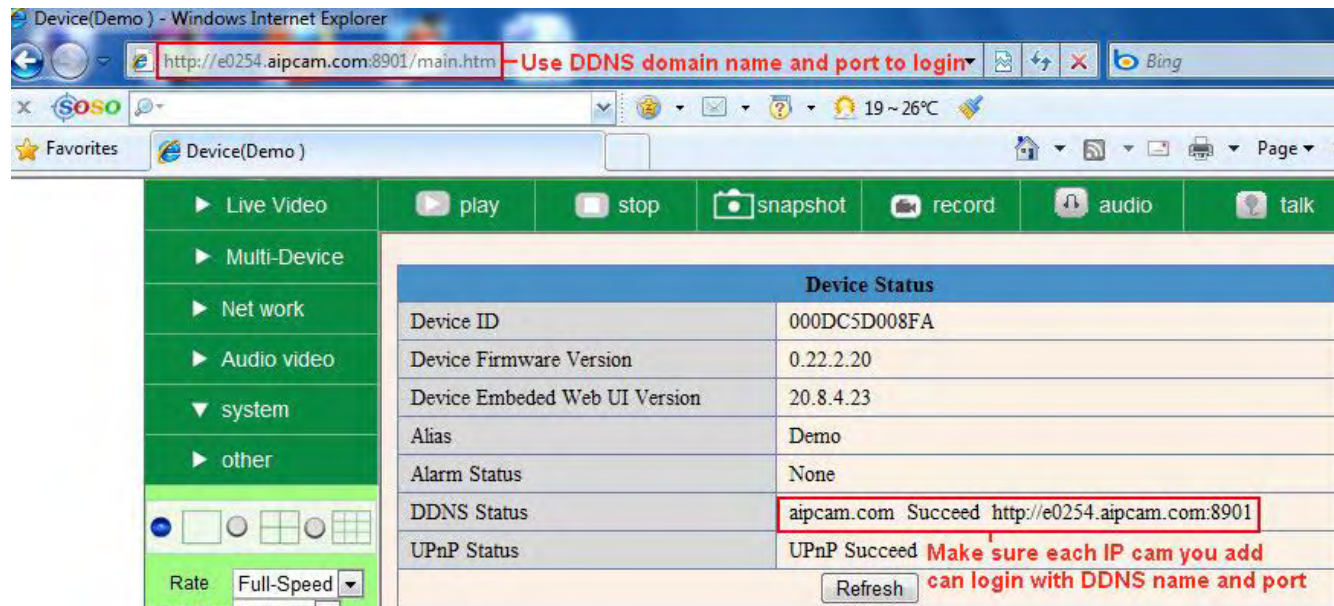 Device(Demo ) - Windows Internet Explorer
http://e0254.aipcam.com:8901/main.htm Use DDNS domain name and port to login Bing
x SOSO 19 ~ 26℃
Favorites Device(Demo ) Page
Live Video play stop snapshot record audio talk
Multi-Device
Net work
Audio video
system
other
Device Status
Device ID 000DC5D008FA
Device Firmware Version 0.22.2.20
Device Embeded Web UI Version 20.8.4.23
Alias Demo
Alarm Status None
DDNS Status aipcam.com Succeed http://e0254.aipcam.com:8901
UPnP Status UPnP Succeed
Make sure each IP cam you add
can login with DDNS name and port
Refresh
Rate Full-Speed